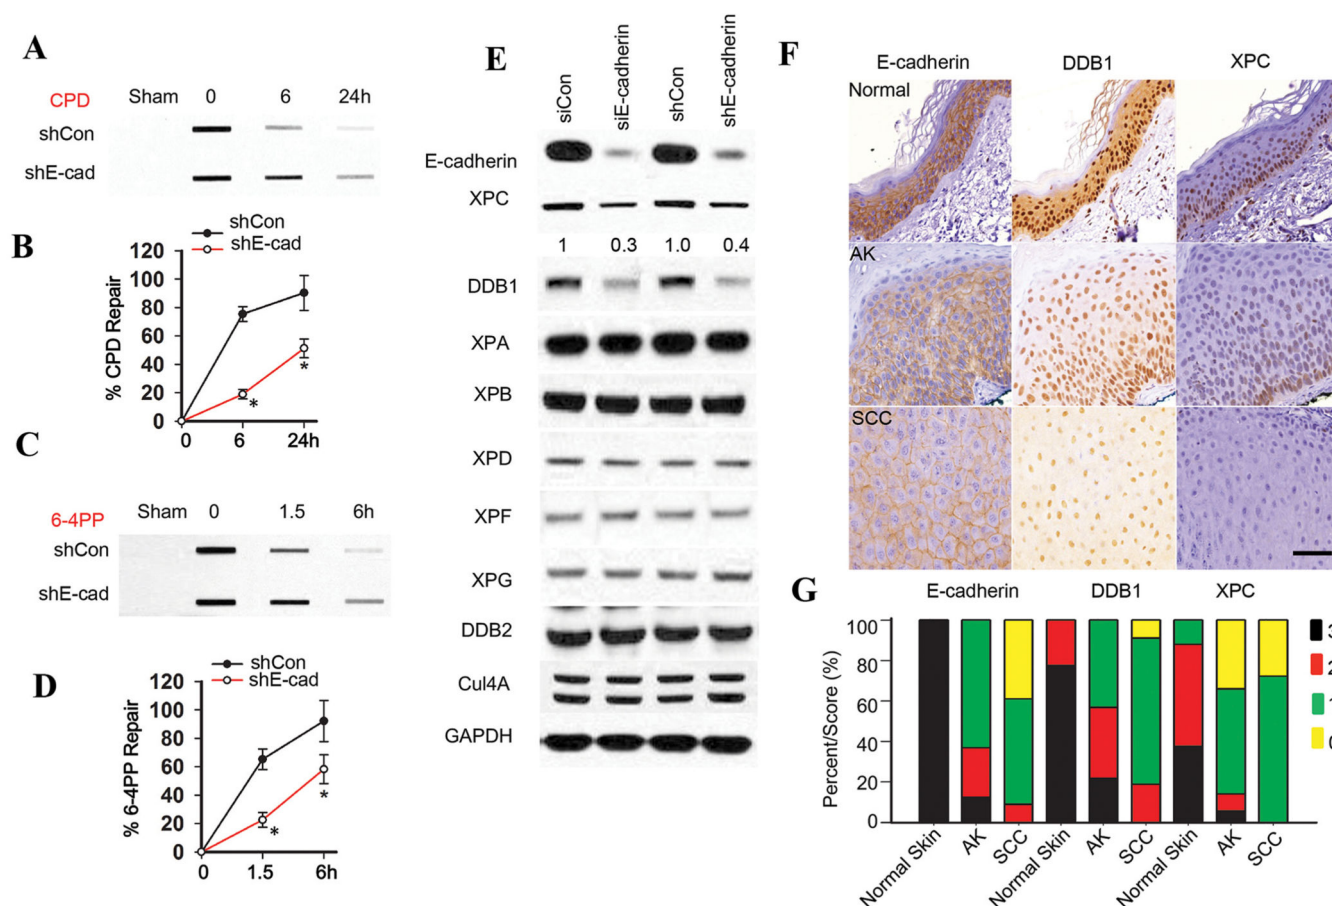 A
CPD
Sham 0 6 24h
shCon
shE-cad
B
shCon
shE-cad
% CPD Repair
120
100
80
60
40
20
0
0 6 24h
*
*
C
6-4PP
Sham 0 1.5 6h
shCon
shE-cad
D
shCon
shE-cad
% 6-4PP Repair
120
100
80
60
40
20
0
0 1.5 6h
*
*
E
siCon siE-cadherin shCon shE-cadherin
E-cadherin
XPC
1 0.3 1.0 0.4
DDB1
XPA
XPB
XPD
XPF
XPG
DDB2
Cul4A
GAPDH
F
E-cadherin DDB1 XPC
Normal
AK
SCC
G
E-cadherin DDB1 XPC
Percent/Score (%)
100
80
60
40
20
0
Normal Skin AK SCC Normal Skin AK SCC Normal Skin AK SCC